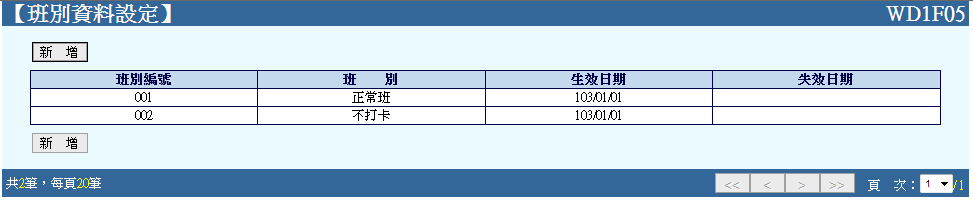 【班別資料設定】 WD1F05
新 增
班別編號 班 別 生效日期 失效日期
001 正常班 103/01/01
002 不打卡 103/01/01
新 增
共2筆，每頁20筆 << < > >> 頁 次：1 /1